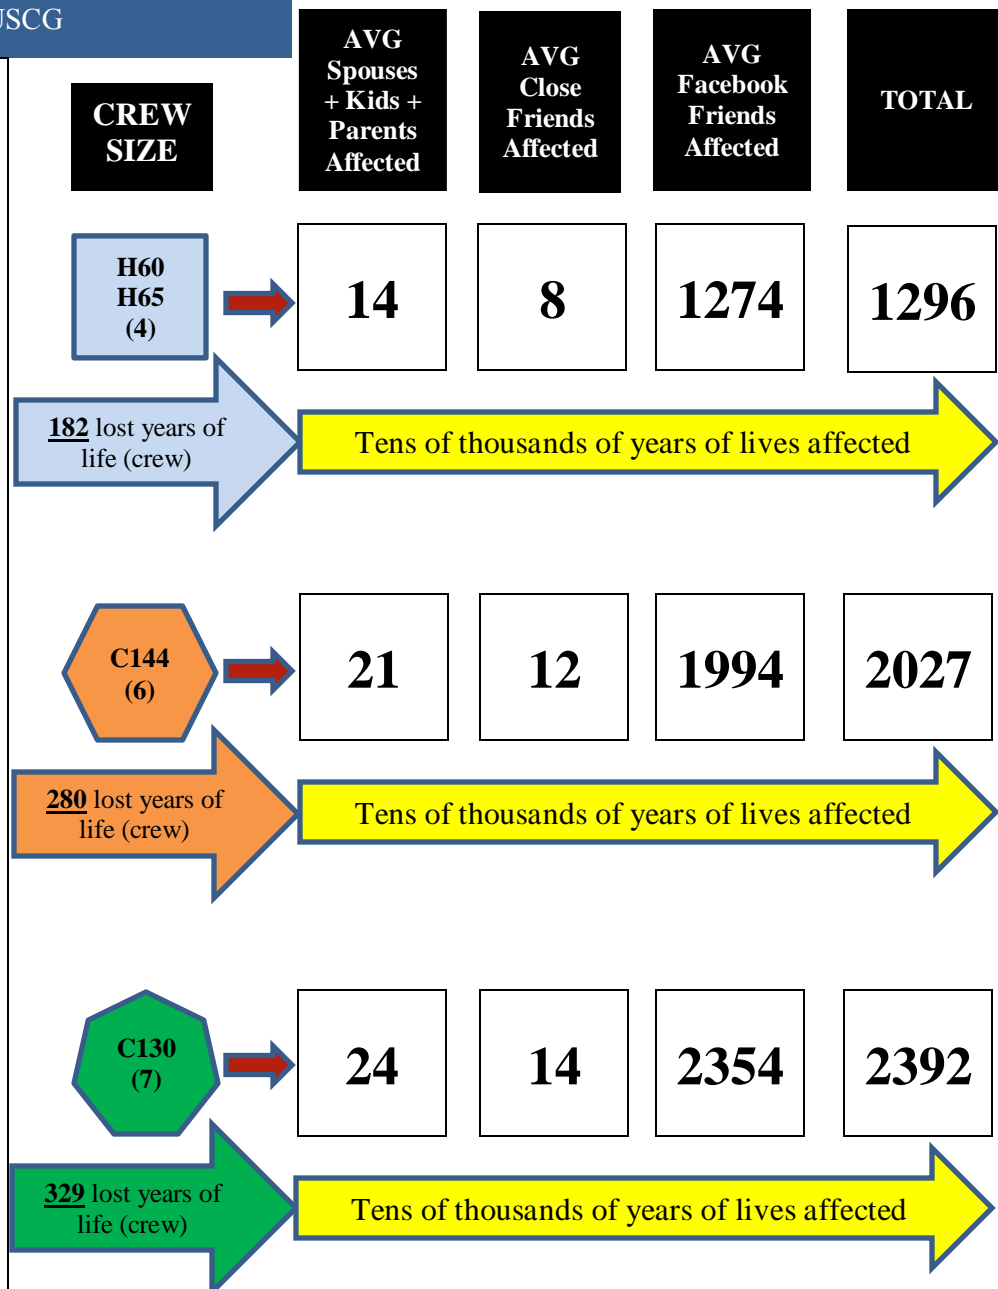 USCG
CREW
SIZE
AVG
Spouses
+ Kids +
Parents
Affected
AVG
Close
Friends
Affected
AVG
Facebook
Friends
Affected
TOTAL
H60
H65
(4)
14
8
1274
1296
182 lost years of
life (crew)
Tens of thousands of years of lives affected
C144
(6)
21
12
1994
2027
280 lost years of
life (crew)
Tens of thousands of years of lives affected
C130
(7)
24
14
2354
2392
329 lost years of
life (crew)
Tens of thousands of years of lives affected